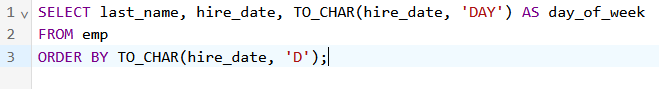 1 SELECT last_name, hire_date, TO_CHAR(hire_date, 'DAY') AS day_of_week
2 FROM emp
3 ORDER BY TO_CHAR(hire_date, 'D');